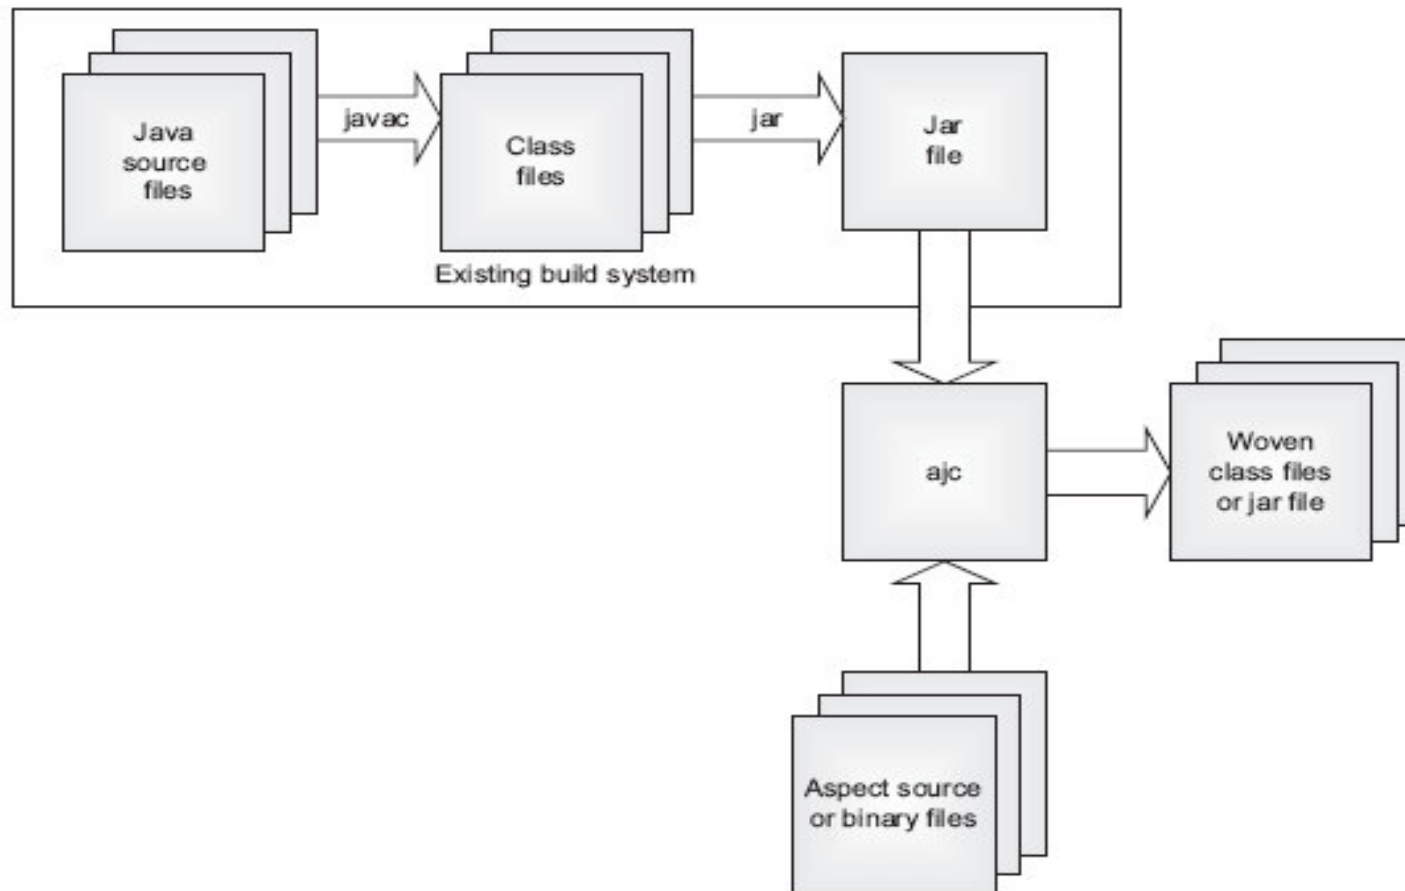 Java
source
files
javac
Class
files
jar
Jar
file
Existing build system
ajc
Woven
class files
or jar file
Aspect source
or binary files